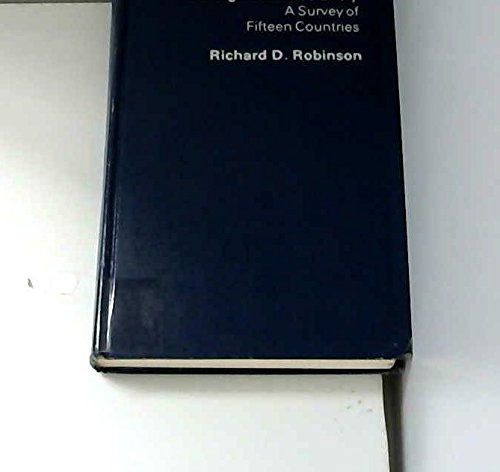 A Survey of
Fifteen Countries
Richard D. Robinson